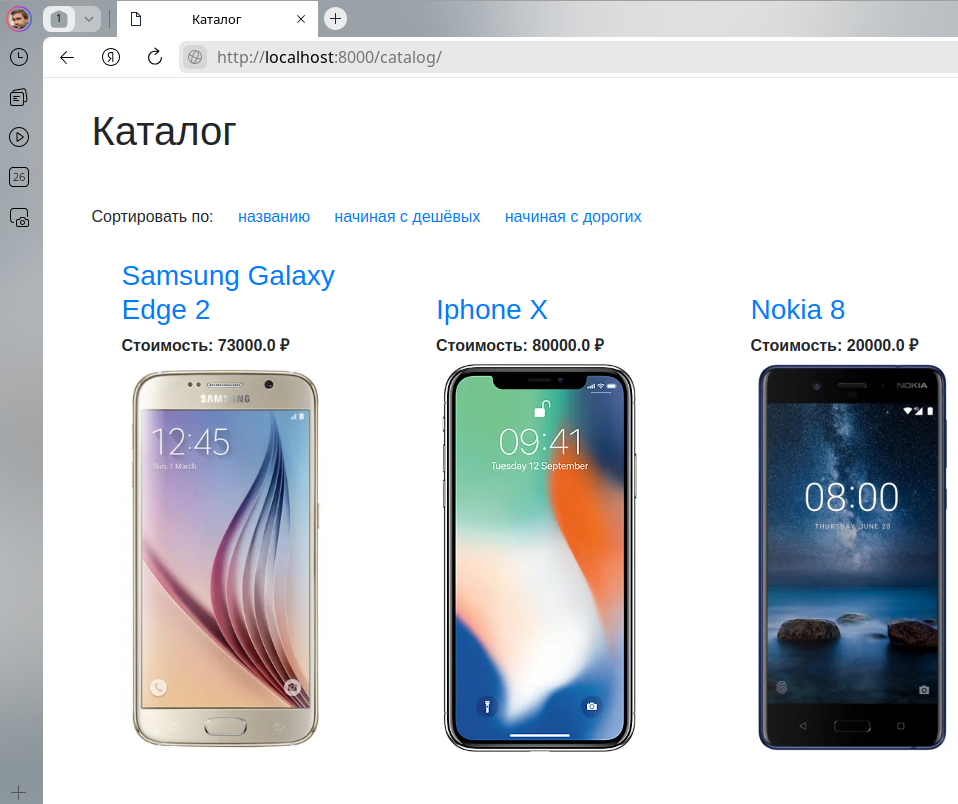 1
Каталог
Я
http://localhost:8000/catalog/
26
Каталог
Сортировать по: названию начиная с дешёвых начиная с дорогих
Samsung Galaxy
Edge 2
Стоимость: 73000.0 ₽
SAMSUNG
12:45
Sun, 1 March
Iphone X
Стоимость: 80000.0 ₽
09:41
Tuesday 12 September
Nokia 8
Стоимость: 20000.0 ₽
NOKIA
08:00
THURSDAY, JUNE 20